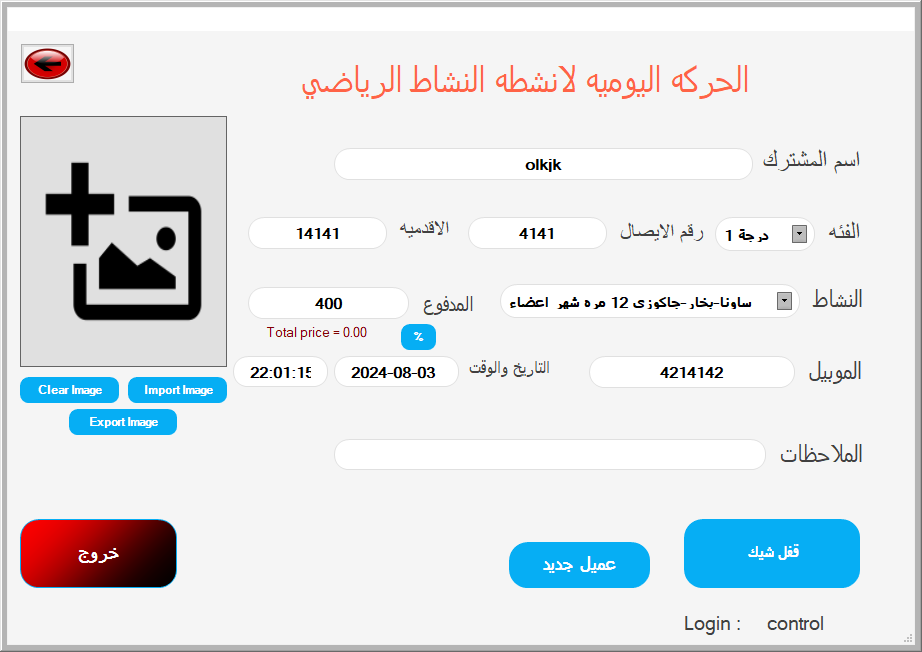 الحركه اليوميه لانشطه النشاط الرياضي
اسم المشترك olkjk
الفئه درجة 1 رقم الايصال 4141 الاقدميه 14141
النشاط ساونا-بخار-جاكوزى 12 مره شهر اعضاء المدفوع 400
Total price = 0.00 %
الموبيل 4214142 التاريخ والوقت 2024-08-03 22:01:15
Clear Image Import Image
Export Image
الملاحظات
قفل شيك عميل جديد خروج
Login : control